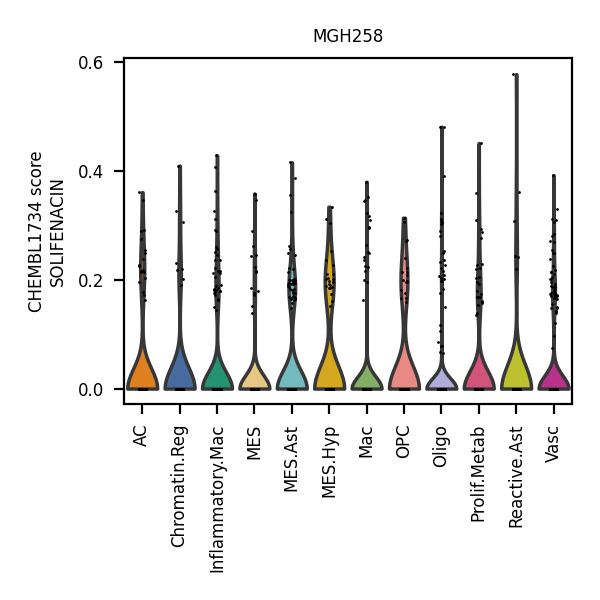 MGH258
CHEMBL1734 score
SOLIFENACIN
0.6
0.4
0.2
0.0
AC
Chromatin.Reg
Inflammatory.Mac
MES
MES.Ast
MES.Hyp
Mac
OPC
Oligo
Prolif.Metab
Reactive.Ast
Vasc